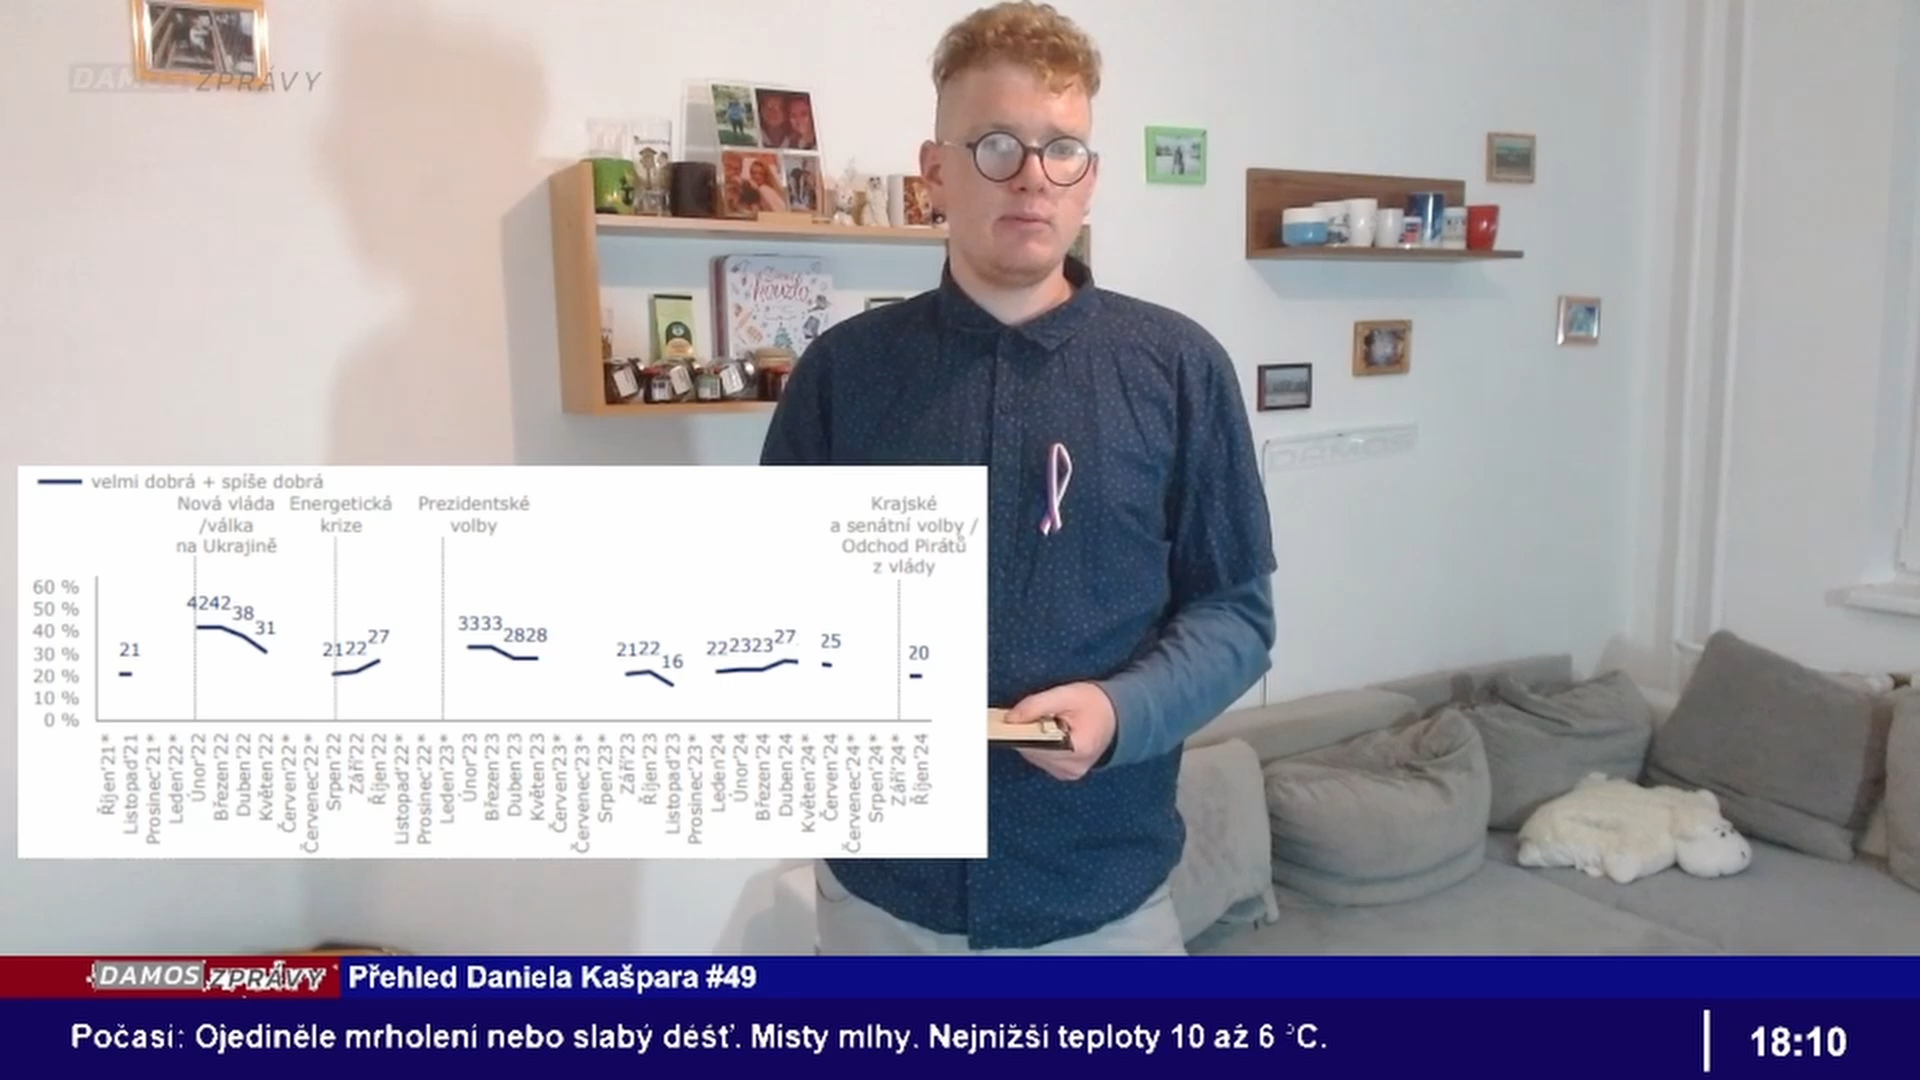 DAMOS ZPRÁVY
kouzlo
DAMOS
velmi dobrá + spíše dobrá
Nová vláda
/válka
na Ukrajině
Energetická
krize
Prezidentské
volby
Krajské
a senátní volby /
Odchod Pirátů
z vlády
60 %
50 %
40 %
30 %
20 %
10 %
0 %
21
42 42 38 31
21 22 27
33 33 28 28
21 22 16
22 23 23 27
25
20
Říjen'21*
Listopad'21
Prosinec'21*
Leden'22*
Únor'22
Březen'22
Duben'22
Květen'22
Červen'22*
Červenec'22*
Srpen'22
Září'22
Říjen'22
Listopad'22*
Prosinec'22*
Leden'23*
Únor'23
Březen'23
Duben'23
Květen'23
Červen'23*
Červenec'23*
Srpen'23*
Září'23
Říjen'23
Listopad'23
Prosinec'23*
Leden'24
Únor'24
Březen'24
Duben'24
Květen'24*
Červen'24
Červenec'24*
Srpen'24*
Září'24*
Říjen'24
DAMOS ZPRÁVY Přehled Daniela Kašpara #49
Počasí: Ojediněle mrholení nebo slabý déšť. Místy mlhy. Nejnižší teploty 10 až 6 °C.
18:10